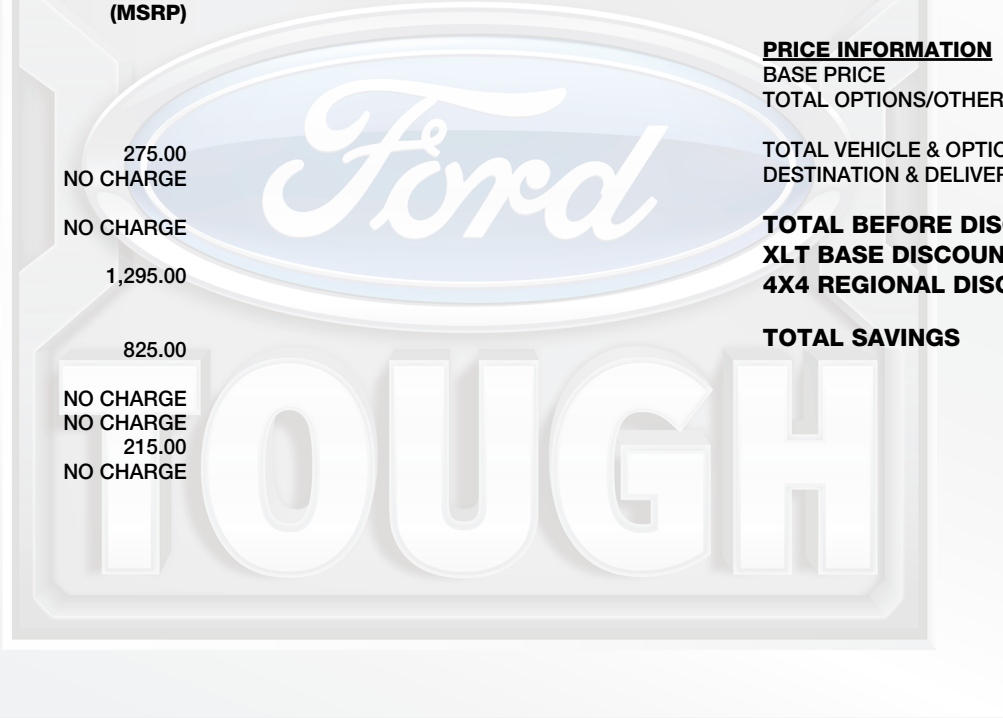 (MSRP)
275.00
NO CHARGE
NO CHARGE
1,295.00
825.00
NO CHARGE
NO CHARGE
215.00
NO CHARGE
Ford
TOUGH
PRICE INFORMATION
BASE PRICE
TOTAL OPTIONS/OTHER
TOTAL VEHICLE & OPTIO
DESTINATION & DELIVER
TOTAL BEFORE DISC
XLT BASE DISCOUN
4X4 REGIONAL DISC
TOTAL SAVINGS